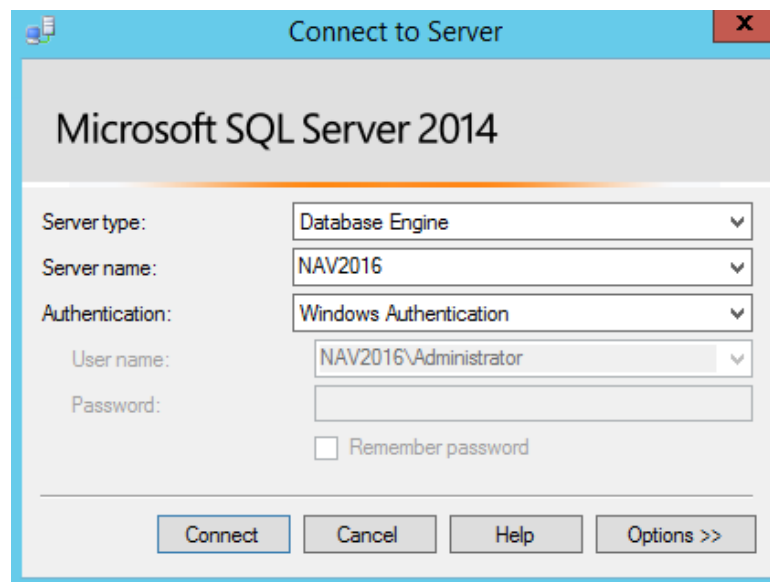 Connect to Server
Microsoft SQL Server 2014
Server type: Database Engine
Server name: NAV2016
Authentication: Windows Authentication
User name: NAV2016\Administrator
Password:
Remember password
Connect Cancel Help Options >>